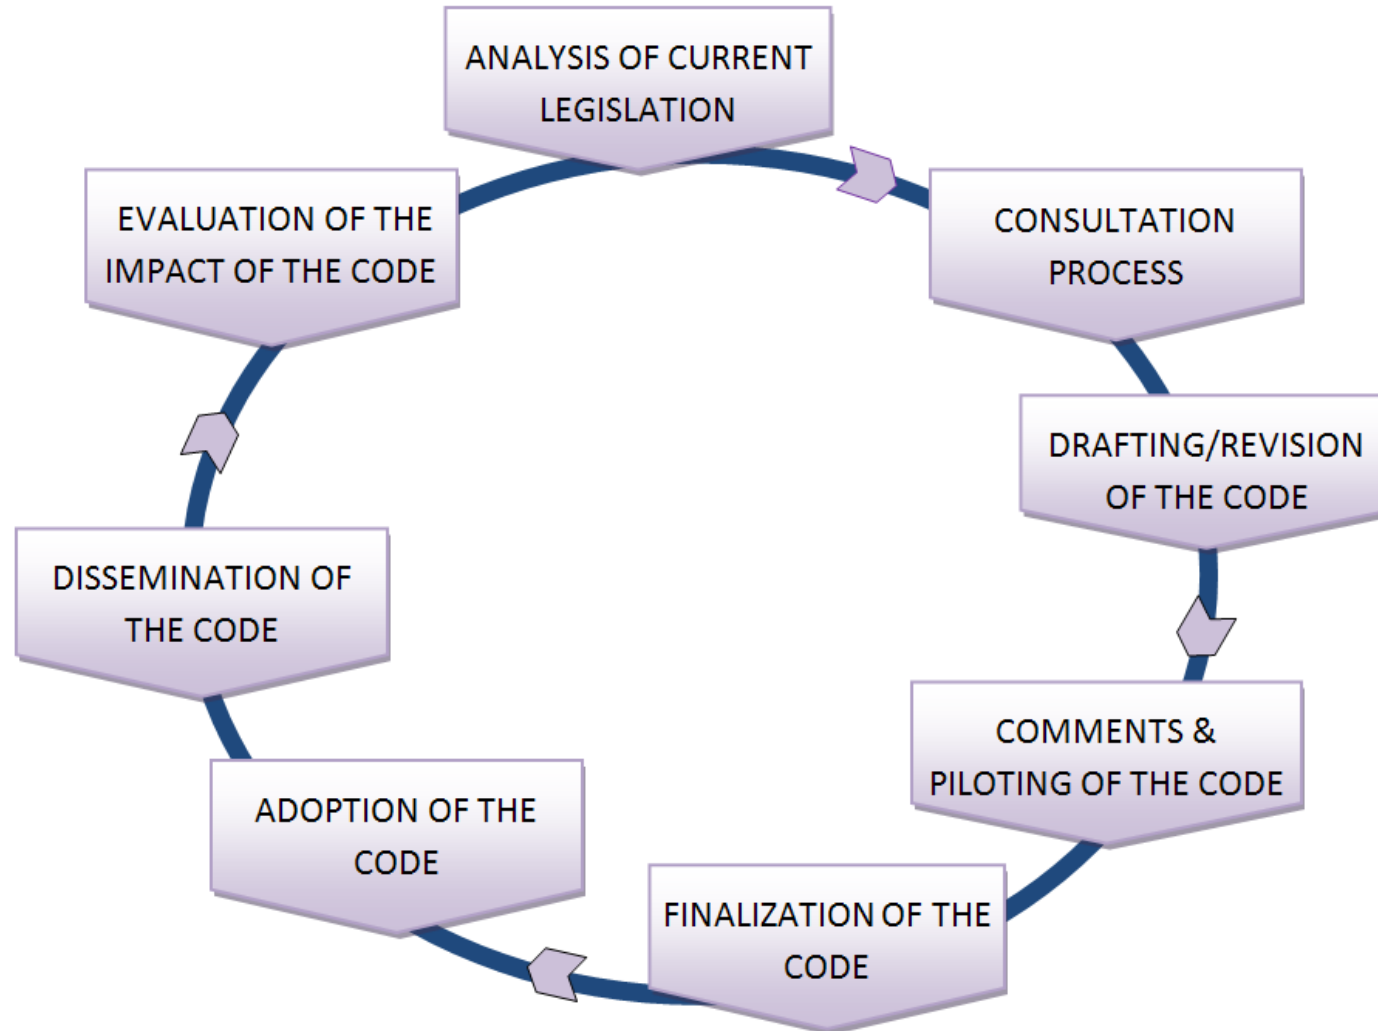 ANALYSIS OF CURRENT
LEGISLATION
CONSULTATION
PROCESS
DRAFTING/REVISION
OF THE CODE
COMMENTS &
PILOTING OF THE CODE
FINALIZATION OF THE
CODE
ADOPTION OF THE
CODE
DISSEMINATION OF
THE CODE
EVALUATION OF THE
IMPACT OF THE CODE